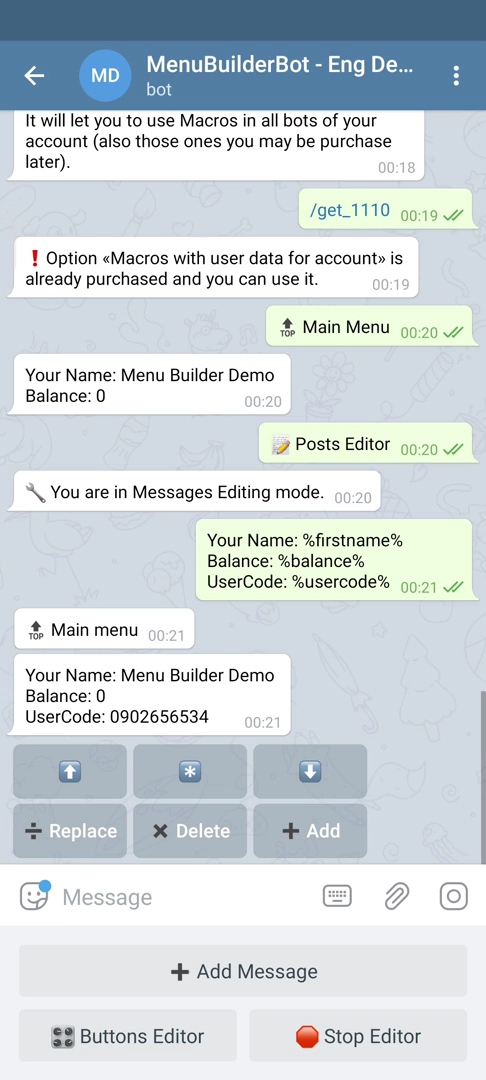 MD
MenuBuilderBot - Eng De...
bot
It will let you to use Macros in all bots of your
account (also those ones you may be purchase
later).
00:18
/get_1110 00:19
❗ Option «Macros with user data for account» is
already purchased and you can use it.
00:19
🔝 Main Menu 00:20
Your Name: Menu Builder Demo
Balance: 0
00:20
📝 Posts Editor 00:20
🔧 You are in Messages Editing mode. 00:20
Your Name: %firstname%
Balance: %balance%
UserCode: %usercode% 00:21
🔝 Main menu 00:21
Your Name: Menu Builder Demo
Balance: 0
UserCode: 0902656534 00:21
⬆️ *️⃣ ⬇️
➗ Replace ✖ Delete ➕ Add
Message
➕ Add Message
🎛 Buttons Editor 🛑 Stop Editor